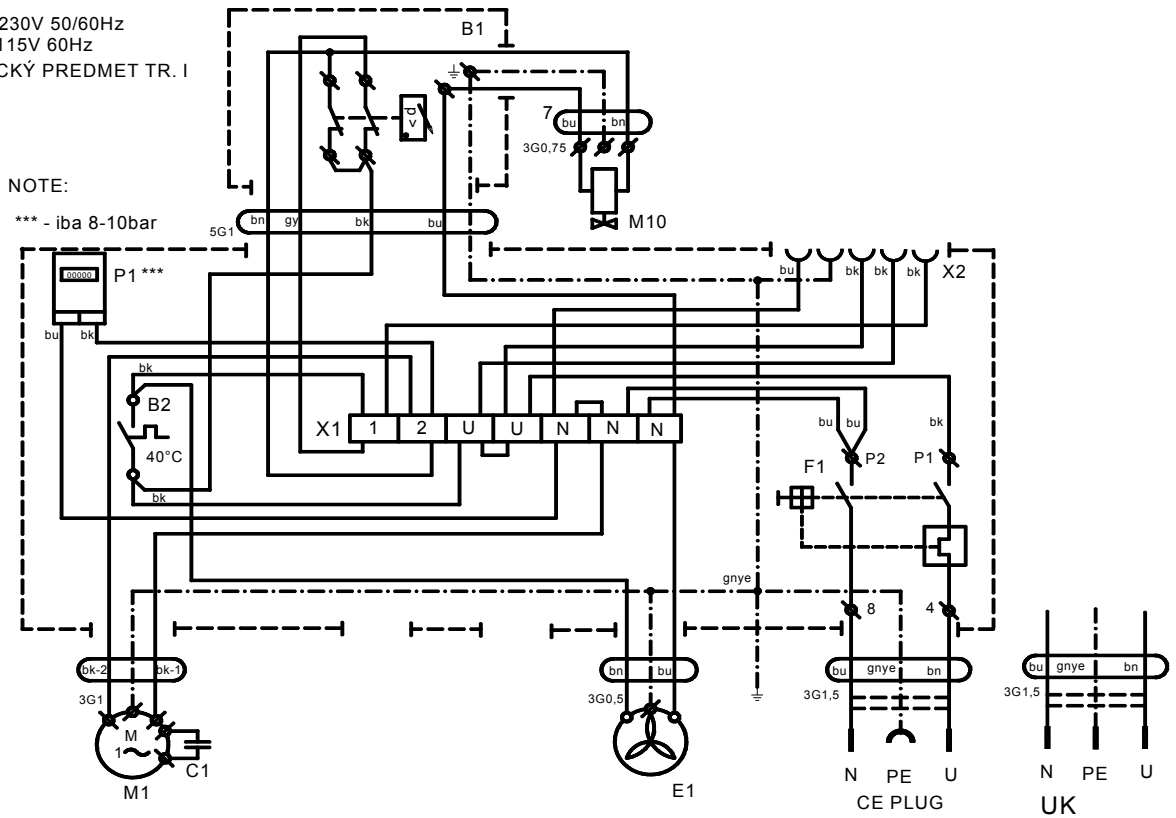 230V 50/60Hz
115V 60Hz
CKÝ PREDMET TR. I
B1
p
v
7
bu
bn
3G0,75
M10
NOTE:
*** - iba 8-10bar
5G1
bn
gy
bk
bu
P1 ***
00000
bu
bk
bu
bk
bk
bk
X2
bk
B2
40°C
bk
X1
1
2
U
U
N
N
N
bu
bu
bk
P2
P1
F1
gnye
8
4
bk-2
bk-1
bn
bu
bu
gnye
bn
bu
gnye
bn
3G1
3G0,5
3G1,5
3G1,5
M
1
C1
M1
E1
N
PE
U
CE PLUG
N
PE
U
UK